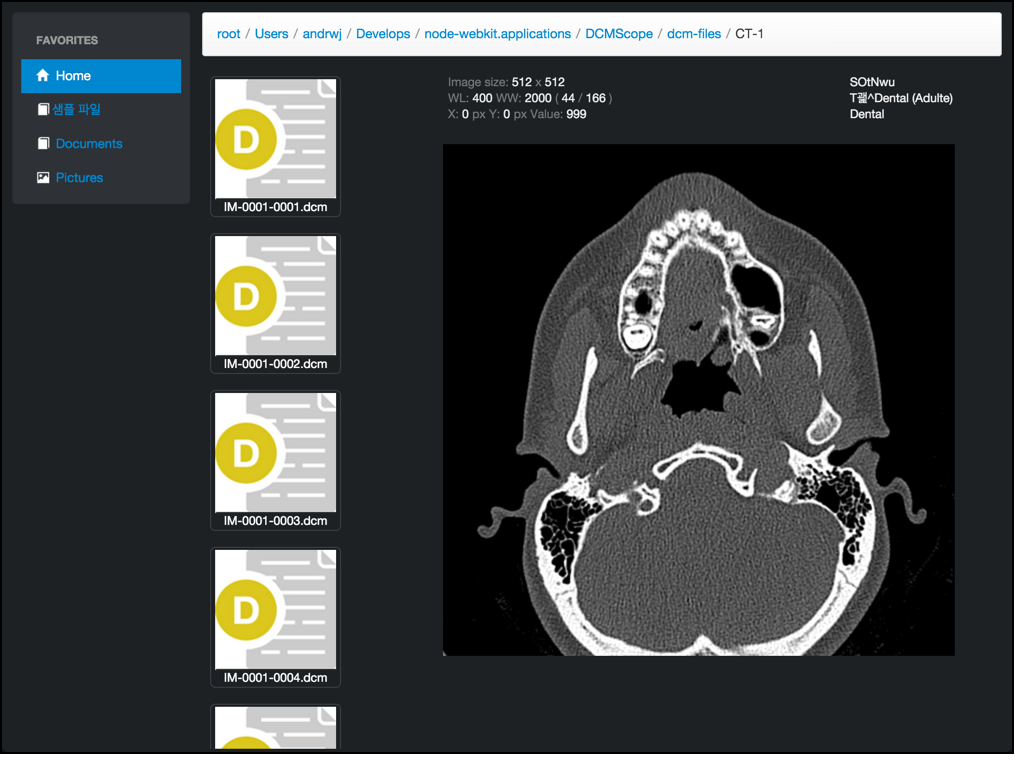 FAVORITES
Home
샘플 파일
Documents
Pictures
root / Users / andrwj / Develops / node-webkit.applications / DCMScope / dcm-files / CT-1
D
IM-0001-0001.dcm
D
IM-0001-0002.dcm
D
IM-0001-0003.dcm
D
IM-0001-0004.dcm
Image size: 512 x 512
WL: 400 WW: 2000 ( 44 / 166 )
X: 0 px Y: 0 px Value: 999
SOtNwu
^Dental (Adulte)
Dental